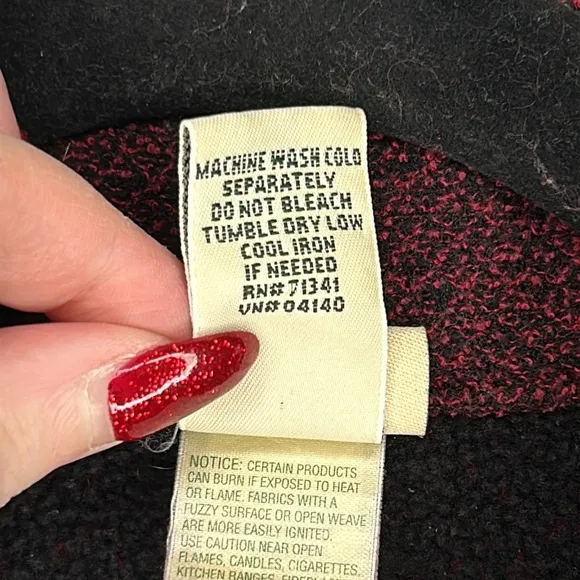 MACHINE WASH COLD
SEPARATELY
DO NOT BLEACH
TUMBLE DRY LOW
COOL IRON
IF NEEDED
RN# 71341
VN# 04140
NOTICE: CERTAIN PRODUCTS
CAN BURN IF EXPOSED TO HEAT
OR FLAME. FABRICS WITH A
FUZZY SURFACE OR OPEN WEAVE
ARE MORE EASILY IGNITED.
USE CAUTION NEAR OPEN
FLAMES, CANDLES, CIGARETTES,
KITCHEN RANGES,